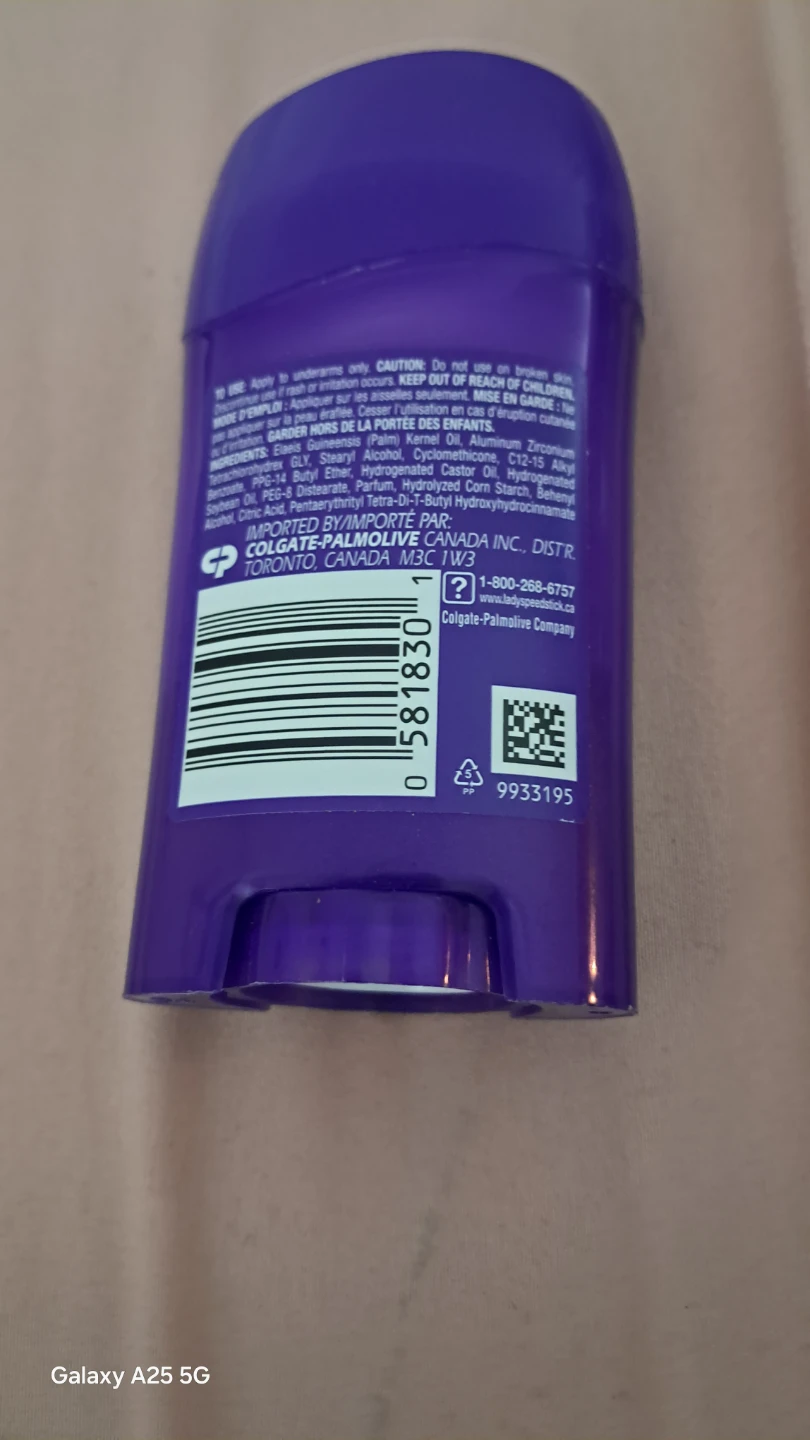 TO USE: Apply to underarms only. CAUTION: Do not use on broken skin.
Discontinue use if rash or irritation occurs. KEEP OUT OF REACH OF CHILDREN.
MODE D'EMPLOI : Appliquer sur les aisselles seulement. MISE EN GARDE : Ne
pas appliquer sur la peau éraflée. Cesser l'utilisation en cas d'éruption cutanée
ou d'irritation. GARDER HORS DE LA PORTÉE DES ENFANTS.
INGREDIENTS: Elaeis Guineensis (Palm) Kernel Oil, Aluminum Zirconium
Tetrachlorohydrex GLY, Stearyl Alcohol, Cyclomethicone, C12-15 Alkyl
Benzoate, PPG-14 Butyl Ether, Hydrogenated Castor Oil, Hydrogenated
Soybean Oil, PEG-8 Distearate, Parfum, Hydrolyzed Corn Starch, Behenyl
Alcohol, Citric Acid, Pentaerythrityl Tetra-Di-T-Butyl Hydroxyhydrocinnamate
IMPORTED BY/IMPORTÉ PAR:
COLGATE-PALMOLIVE CANADA INC., DIST'R.
TORONTO, CANADA M3C 1W3
CP
? 1-800-268-6757
www.ladyspeedstick.ca
Colgate-Palmolive Company
0 581830 1
5
PP
9933195
Galaxy A25 5G